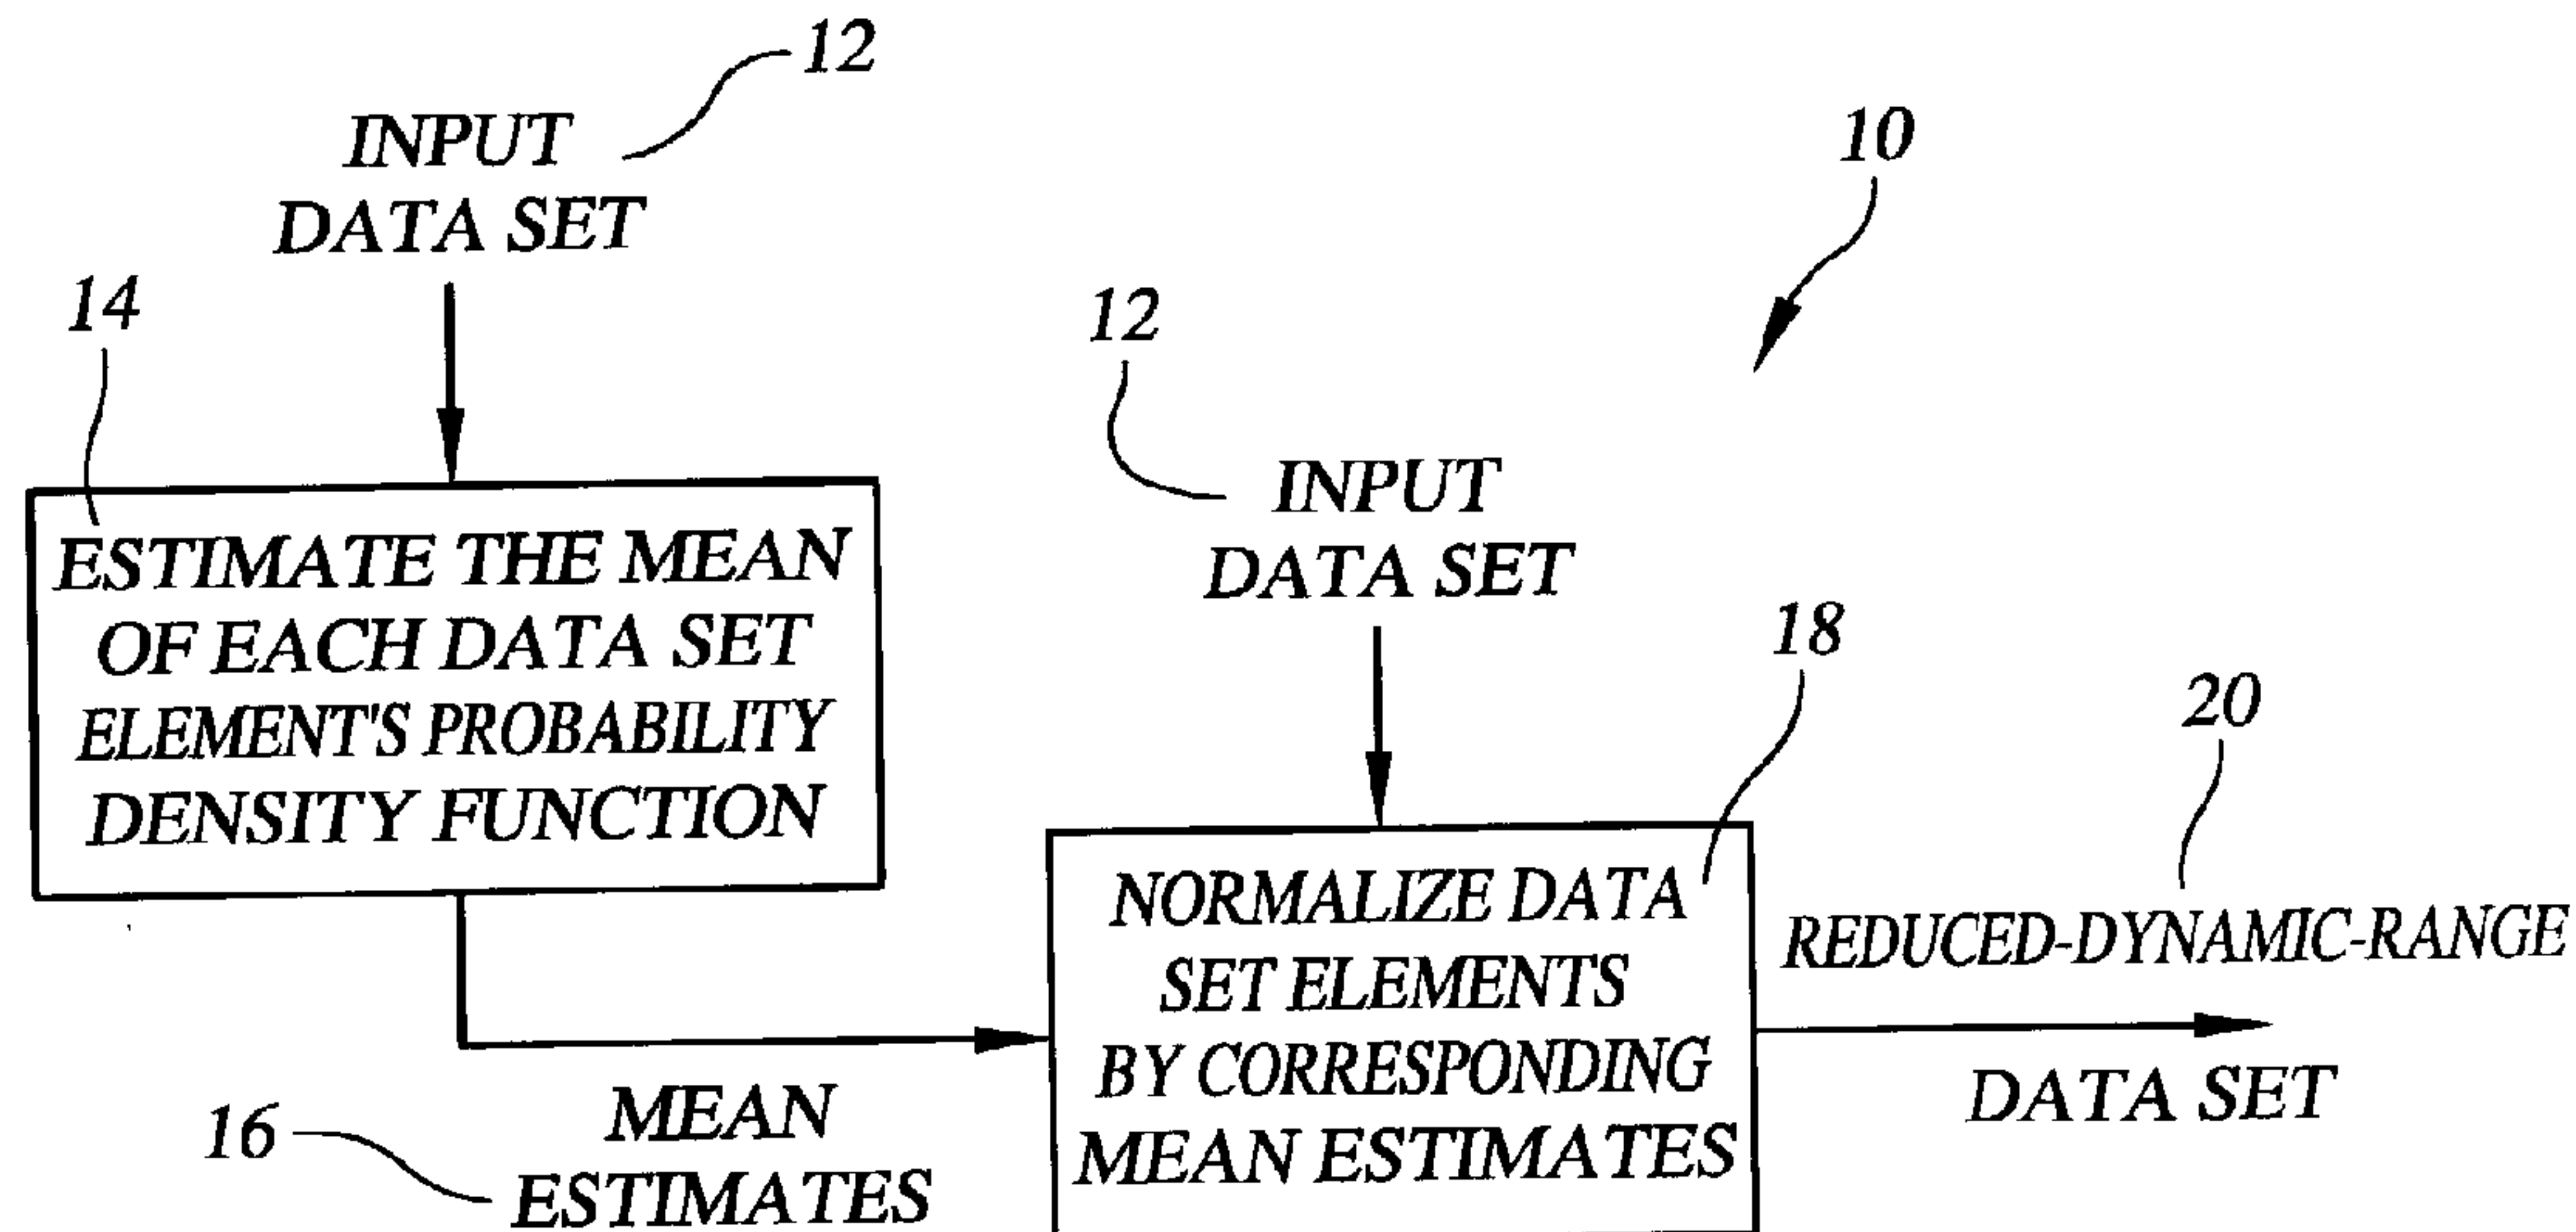 12
INPUT
DATA SET
10
14
12
ESTIMATE THE MEAN
OF EACH DATA SET
ELEMENT'S PROBABILITY
DENSITY FUNCTION
INPUT
DATA SET
18
20
NORMALIZE DATA
SET ELEMENTS
BY CORRESPONDING
MEAN ESTIMATES
REDUCED-DYNAMIC-RANGE
DATA SET
16
MEAN
ESTIMATES